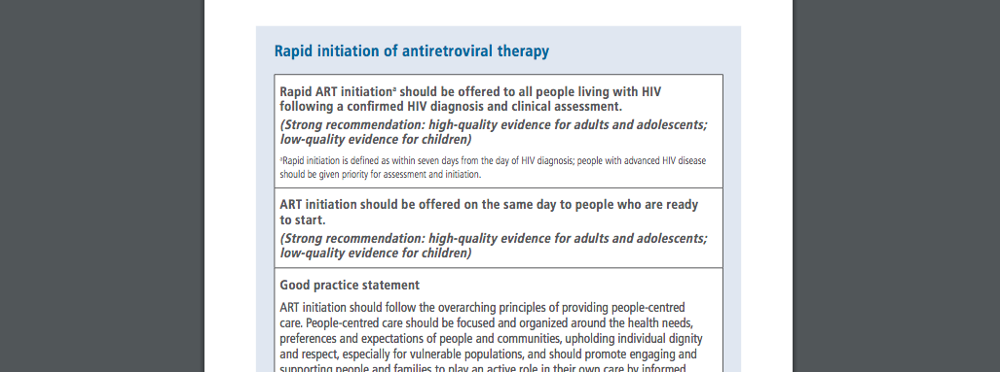 Rapid initiation of antiretroviral therapy
Rapid ART initiationᵃ should be offered to all people living with HIV
following a confirmed HIV diagnosis and clinical assessment.
(Strong recommendation: high-quality evidence for adults and adolescents;
low-quality evidence for children)
ᵃRapid initiation is defined as within seven days from the day of HIV diagnosis; people with advanced HIV disease
should be given priority for assessment and initiation.
ART initiation should be offered on the same day to people who are ready
to start.
(Strong recommendation: high-quality evidence for adults and adolescents;
low-quality evidence for children)
Good practice statement
ART initiation should follow the overarching principles of providing people-centred
care. People-centred care should be focused and organized around the health needs,
preferences and expectations of people and communities, upholding individual dignity
and respect, especially for vulnerable populations, and should promote engaging and
supporting people and families to play an active role in their own care by informed